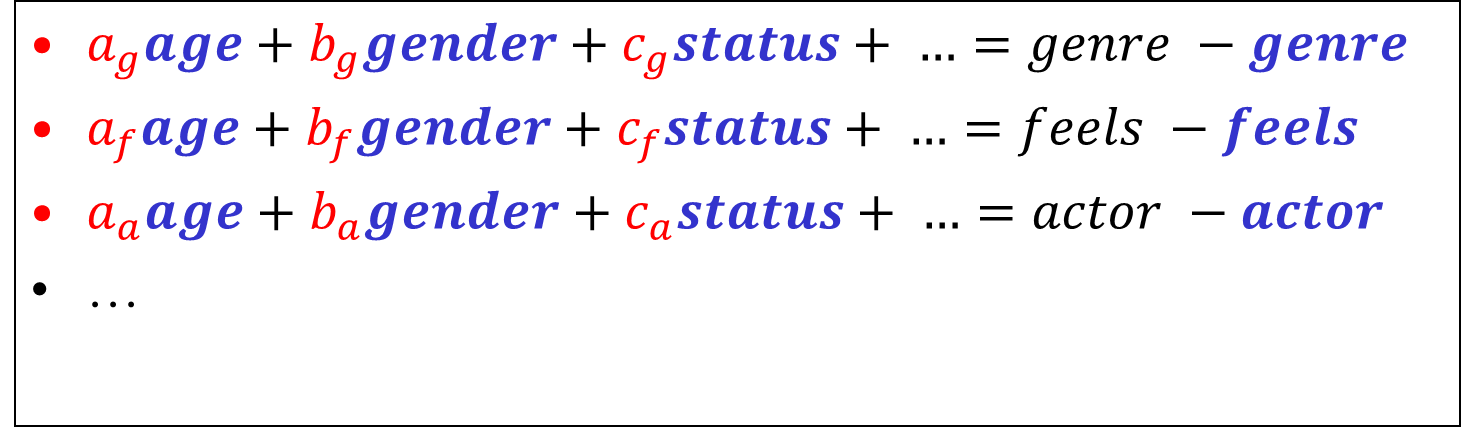 • a_g age + b_g gender + c_g status + ... = genre − genre
• a_f age + b_f gender + c_f status + ... = feels − feels
• a_a age + b_a gender + c_a status + ... = actor − actor
• ...